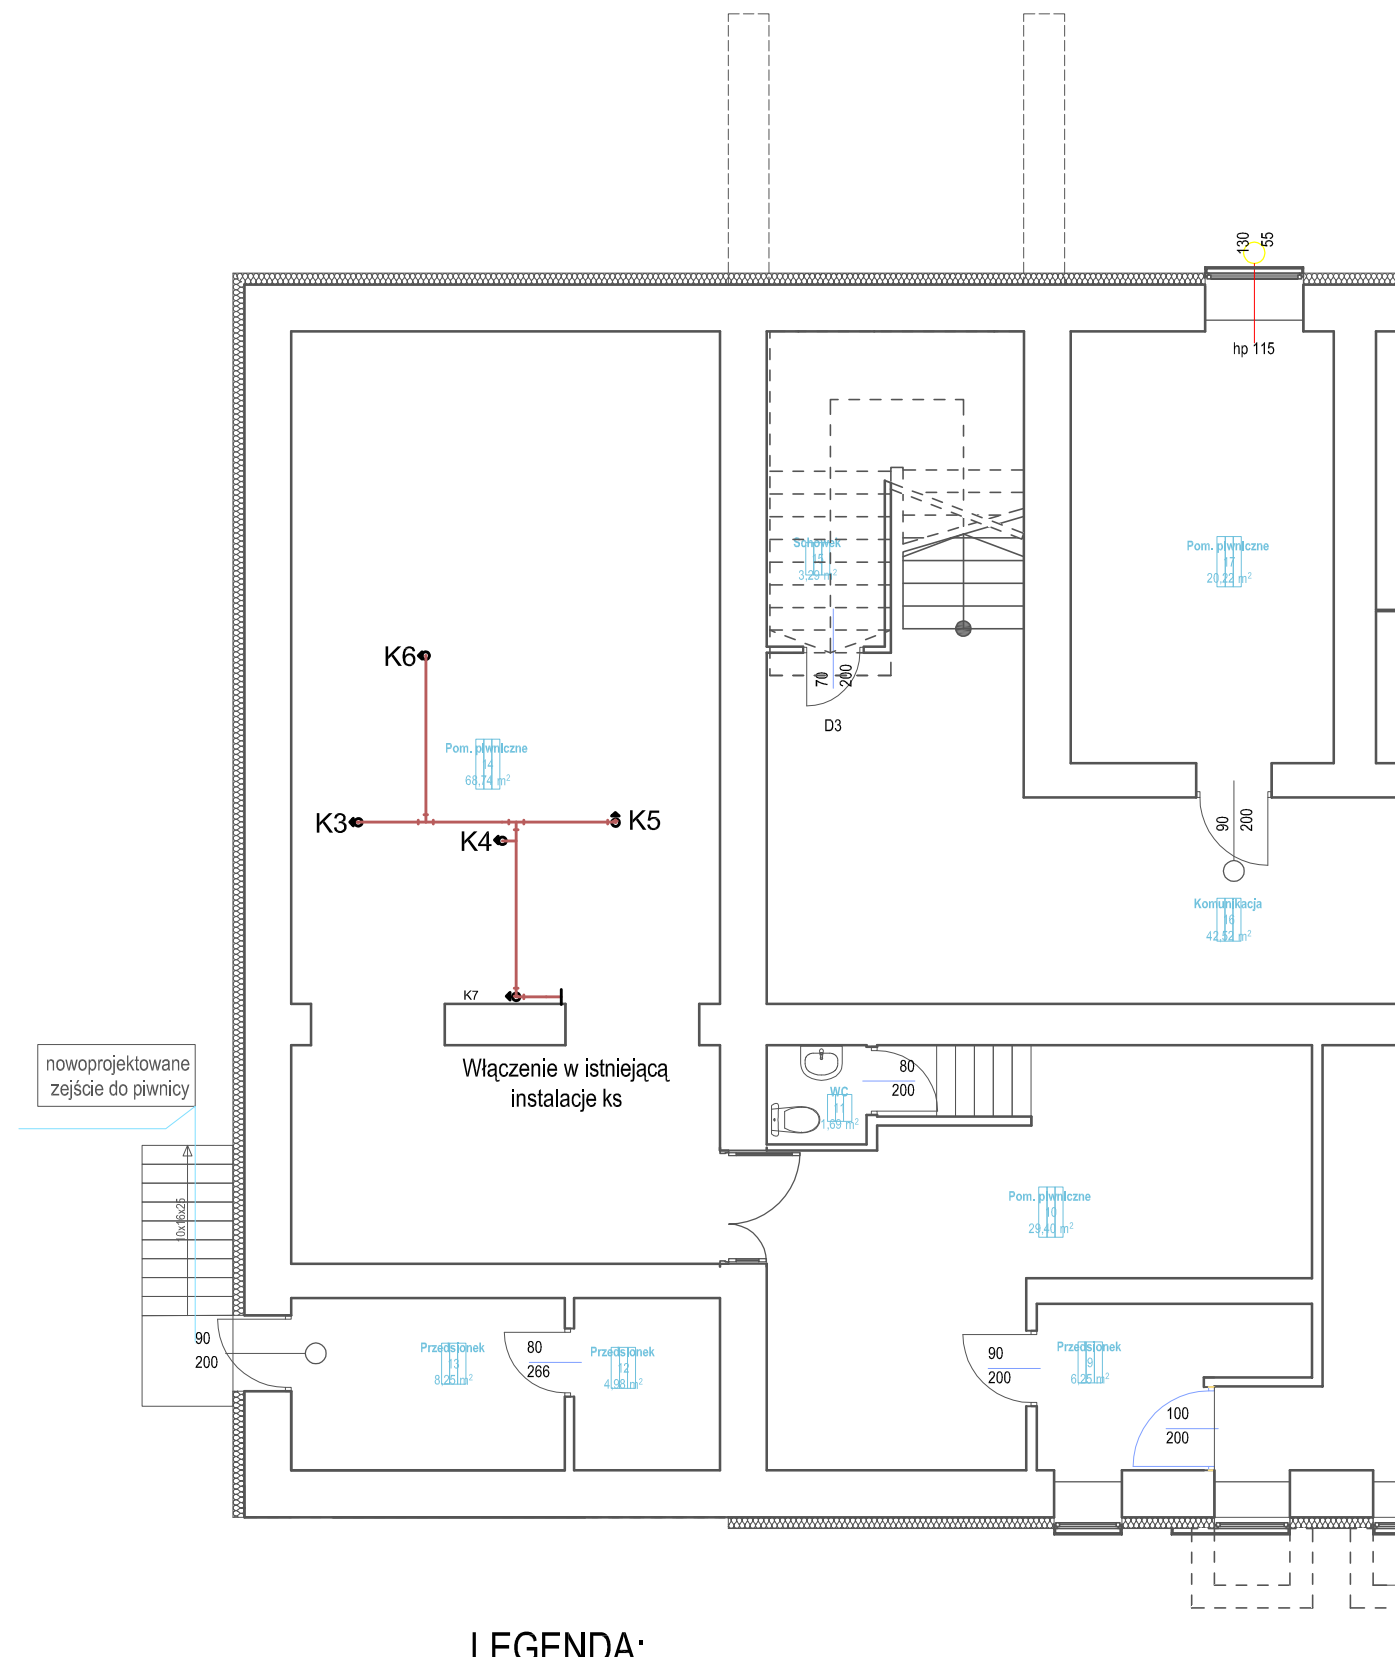 130
55
hp 115
Schowek
15
3,29 m²
Pom. piwniczne
17
20,22 m²
K6
70
200
D3
Pom. piwniczne
14
68,74 m²
K3
K4
K5
90
200
Komunikacja
16
42,52 m²
K7
nowoprojektowane
zejście do piwnicy
Włączenie w istniejącą
instalacje ks
80
200
WC
11
1,69 m²
10x16x25
Pom. piwniczne
10
29,40 m²
90
200
Przedsionek
13
8,25 m²
80
266
Przedsionek
12
4,98 m²
90
200
Przedsionek
9
6,25 m²
100
200
LEGENDA: